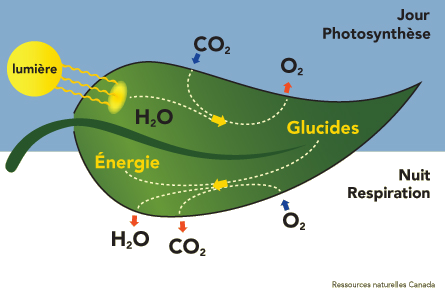 Jour
Photosynthèse
lumière
CO₂
O₂
H₂O
Glucides
Énergie
Nuit
Respiration
H₂O
CO₂
O₂
Ressources naturelles Canada